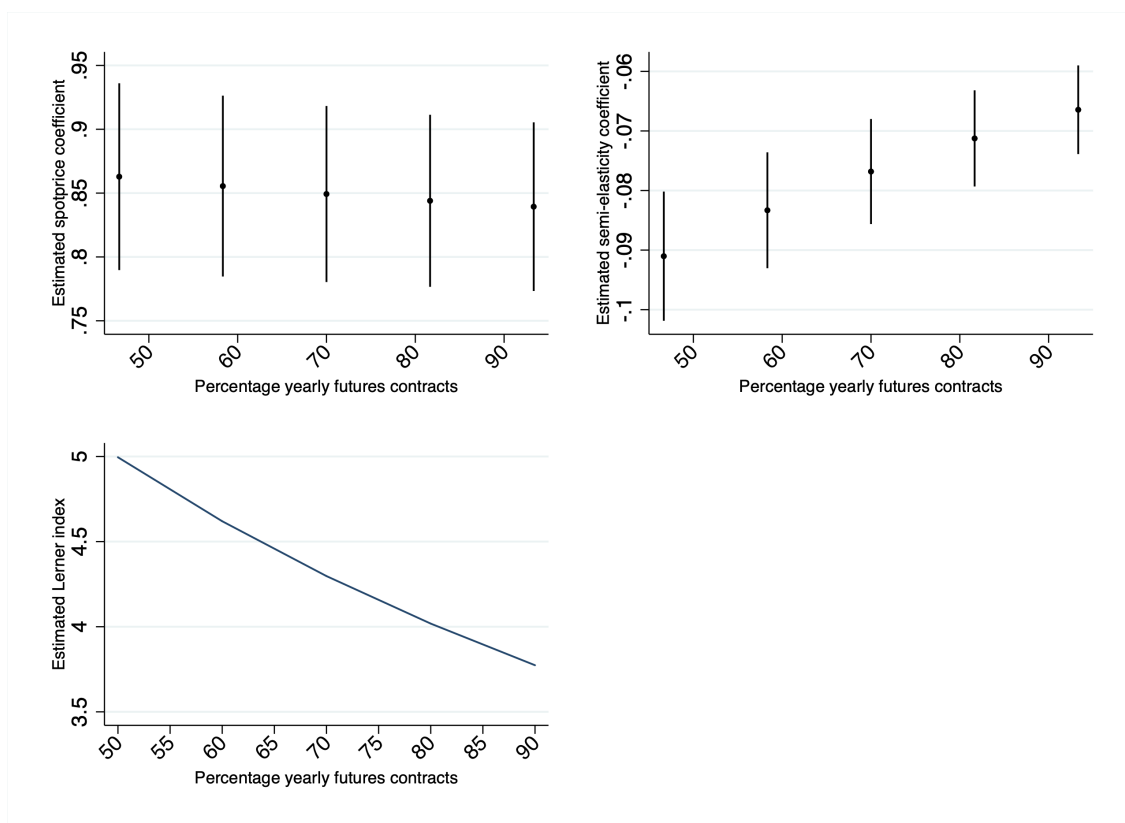 Estimated spotprice coefficient
.95
.9
.85
.8
.75
50 60 70 80 90
Percentage yearly futures contracts
Estimated semi-elasticity coefficient
-.06
-.07
-.08
-.09
-.1
50 60 70 80 90
Percentage yearly futures contracts
Estimated Lerner index
5
4.5
4
3.5
50 55 60 65 70 75 80 85 90
Percentage yearly futures contracts